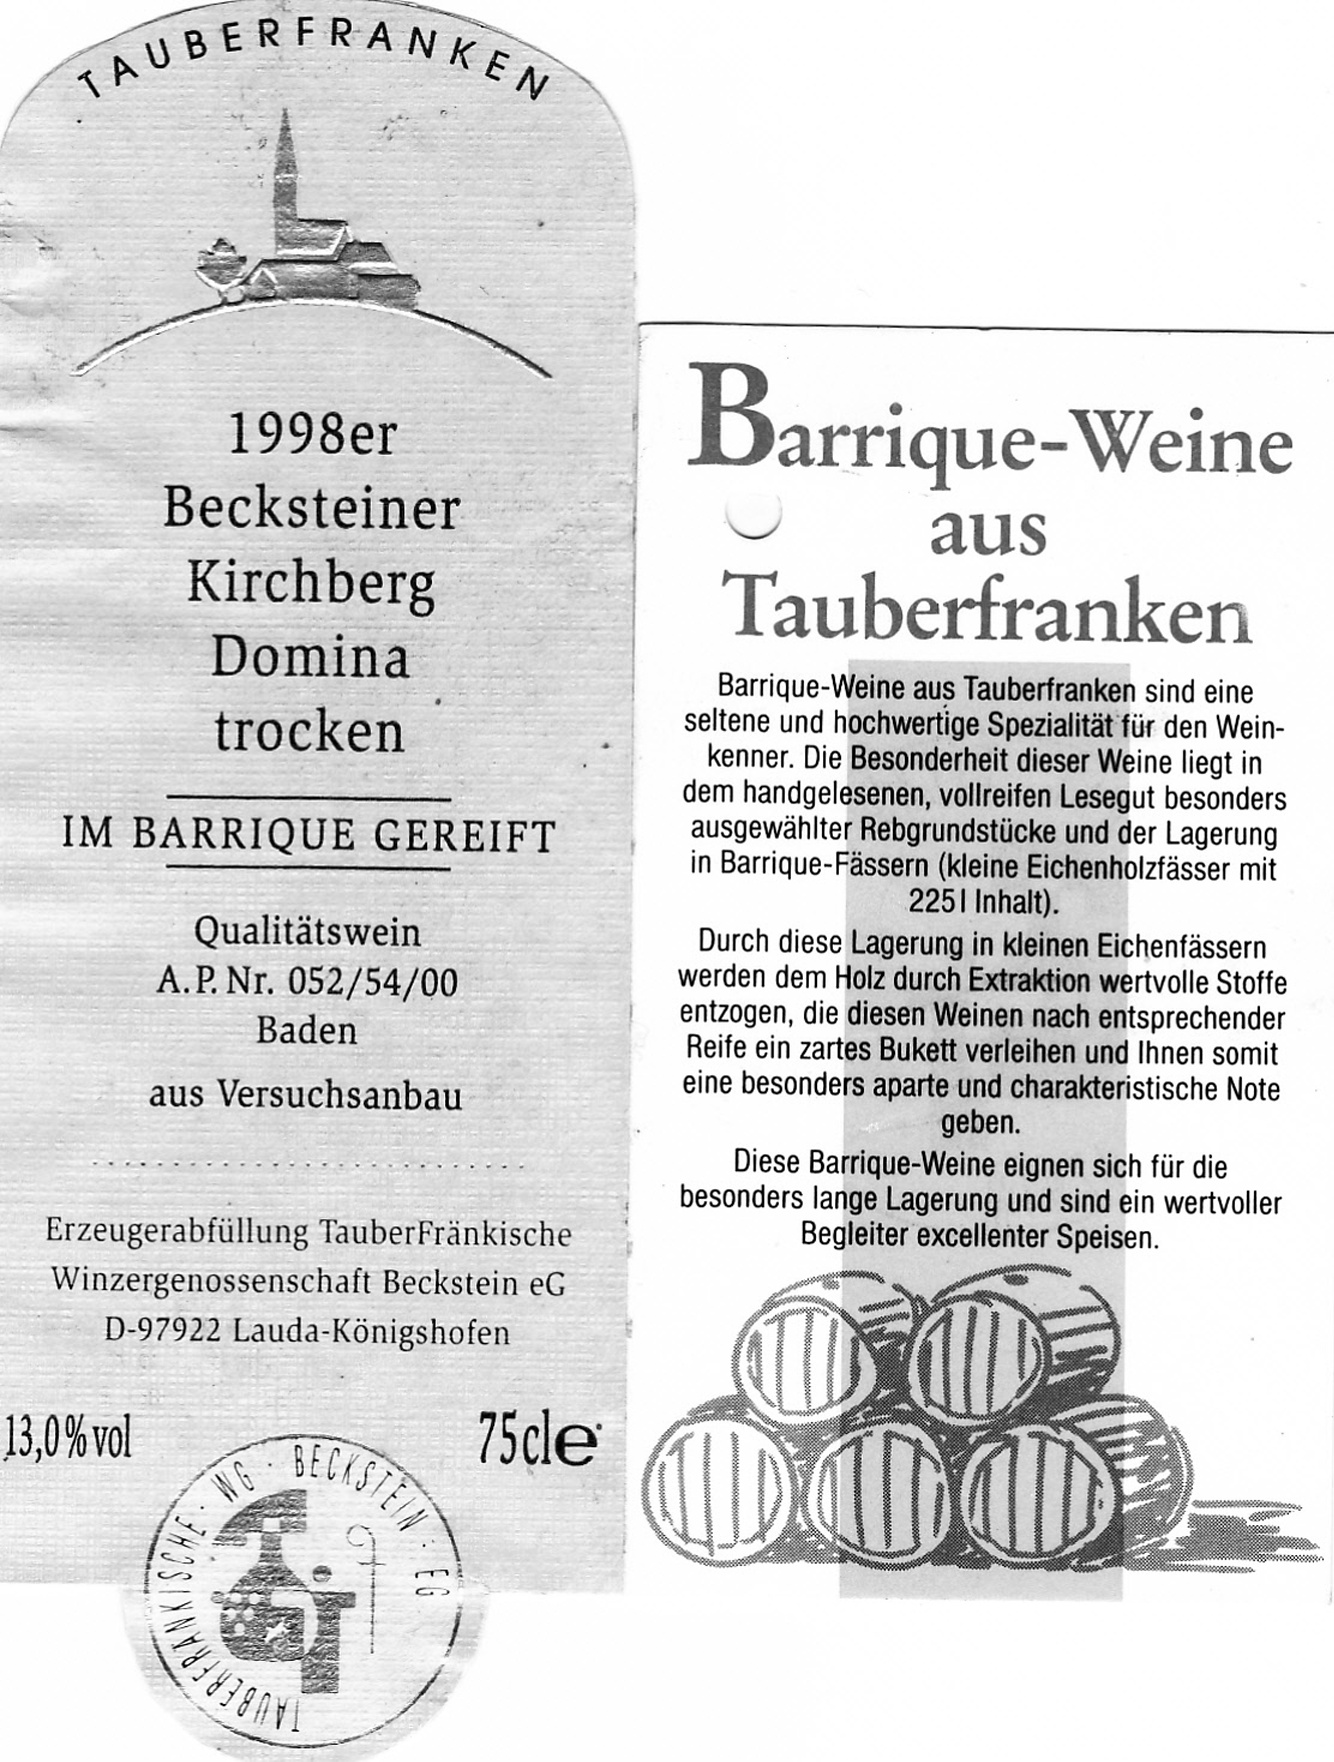 TAUBERFRANKEN
1998er
Becksteiner
Kirchberg
Domina
trocken
IM BARRIQUE GEREIFT
Qualitätswein
A.P.Nr. 052/54/00
Baden
aus Versuchsanbau
Erzeugerabfüllung TauberFränkische
Winzergenossenschaft Beckstein eG
D-97922 Lauda-Königshofen
13,0%vol
75cle
TAUBERFRÄNKISCHE · WG · BECKSTEIN · EG
Barrique-Weine
aus
Tauberfranken
Barrique-Weine aus Tauberfranken sind eine
seltene und hochwertige Spezialität für den Wein-
kenner. Die Besonderheit dieser Weine liegt in
dem handgelesenen, vollreifen Lesegut besonders
ausgewählter Rebgrundstücke und der Lagerung
in Barrique-Fässern (kleine Eichenholzfässer mit
225 l Inhalt).
Durch diese Lagerung in kleinen Eichenfässern
werden dem Holz durch Extraktion wertvolle Stoffe
entzogen, die diesen Weinen nach entsprechender
Reife ein zartes Bukett verleihen und Ihnen somit
eine besonders aparte und charakteristische Note
geben.
Diese Barrique-Weine eignen sich für die
besonders lange Lagerung und sind ein wertvoller
Begleiter excellenter Speisen.